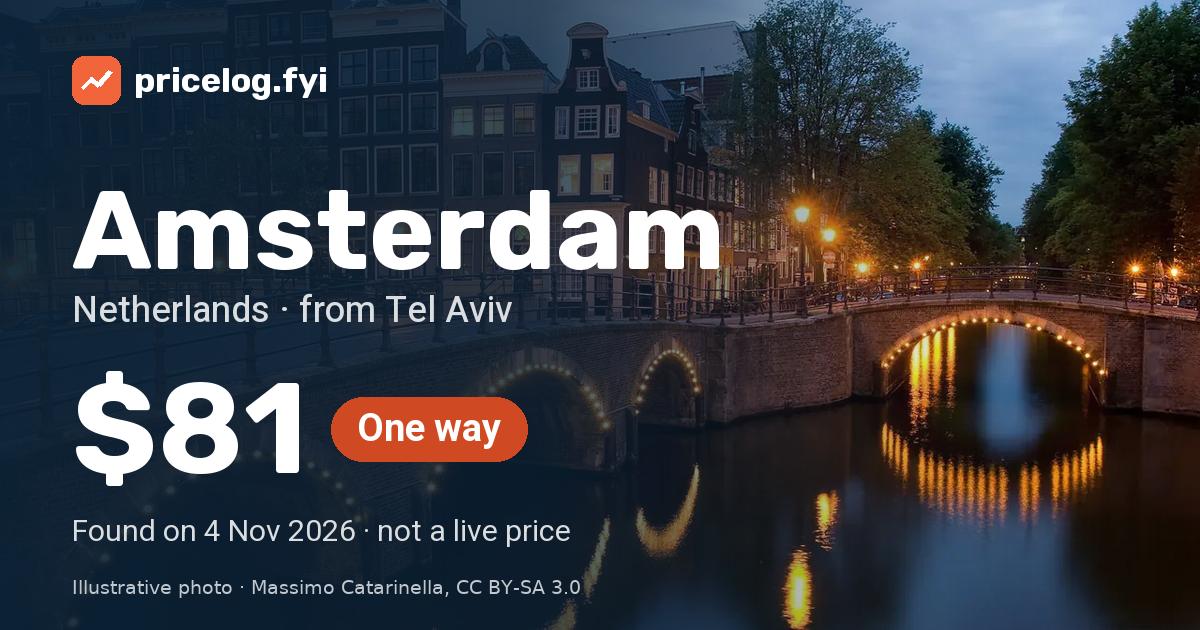 pricelog.fyi
Amsterdam
Netherlands · from Tel Aviv
$81
One way
Found on 4 Nov 2026 · not a live price
Illustrative photo · Massimo Catarinella, CC BY-SA 3.0